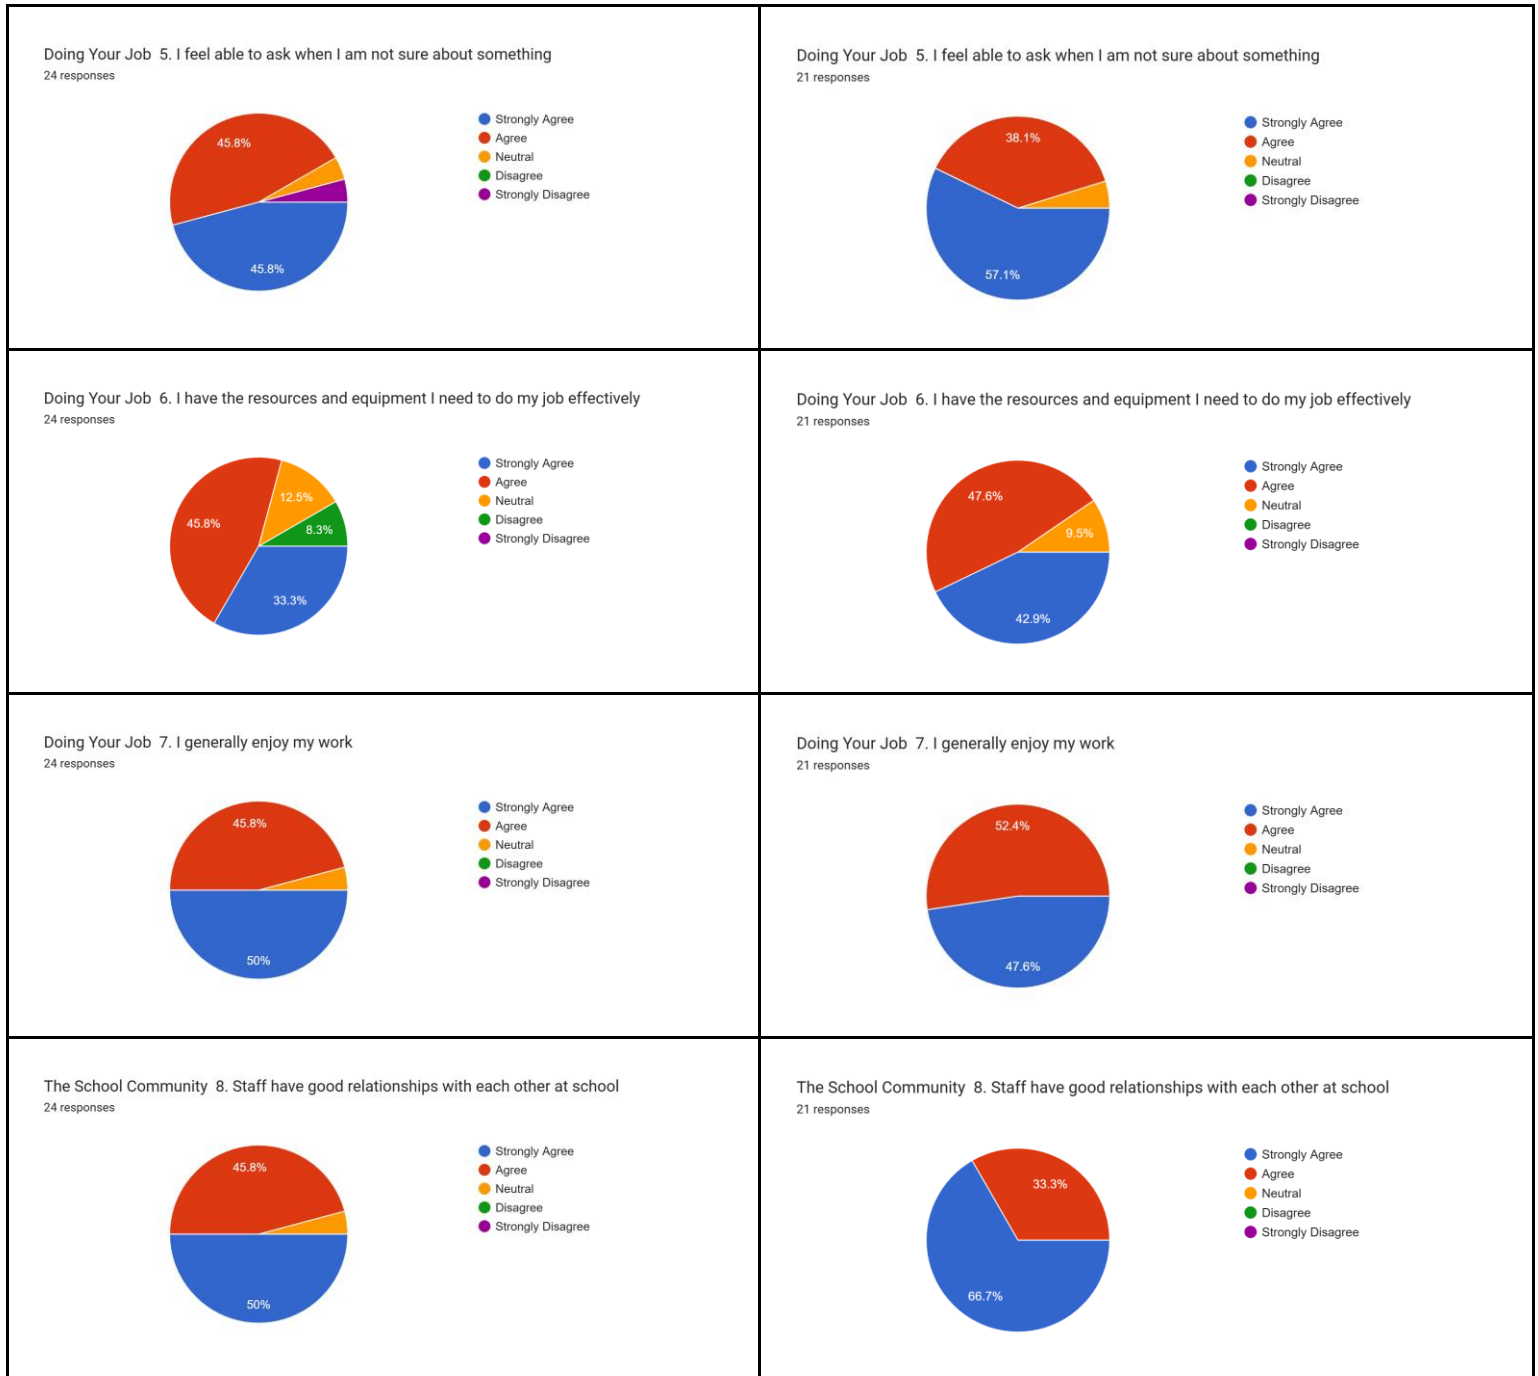 Doing Your Job  5. I feel able to ask when I am not sure about something
24 responses
45.8%
45.8%
Strongly Agree
Agree
Neutral
Disagree
Strongly Disagree
Doing Your Job  5. I feel able to ask when I am not sure about something
21 responses
38.1%
57.1%
Strongly Agree
Agree
Neutral
Disagree
Strongly Disagree
Doing Your Job  6. I have the resources and equipment I need to do my job effectively
24 responses
12.5%
45.8%
8.3%
33.3%
Strongly Agree
Agree
Neutral
Disagree
Strongly Disagree
Doing Your Job  6. I have the resources and equipment I need to do my job effectively
21 responses
47.6%
9.5%
42.9%
Strongly Agree
Agree
Neutral
Disagree
Strongly Disagree
Doing Your Job  7. I generally enjoy my work
24 responses
45.8%
50%
Strongly Agree
Agree
Neutral
Disagree
Strongly Disagree
Doing Your Job  7. I generally enjoy my work
21 responses
52.4%
47.6%
Strongly Agree
Agree
Neutral
Disagree
Strongly Disagree
The School Community  8. Staff have good relationships with each other at school
24 responses
45.8%
50%
Strongly Agree
Agree
Neutral
Disagree
Strongly Disagree
The School Community  8. Staff have good relationships with each other at school
21 responses
33.3%
66.7%
Strongly Agree
Agree
Neutral
Disagree
Strongly Disagree